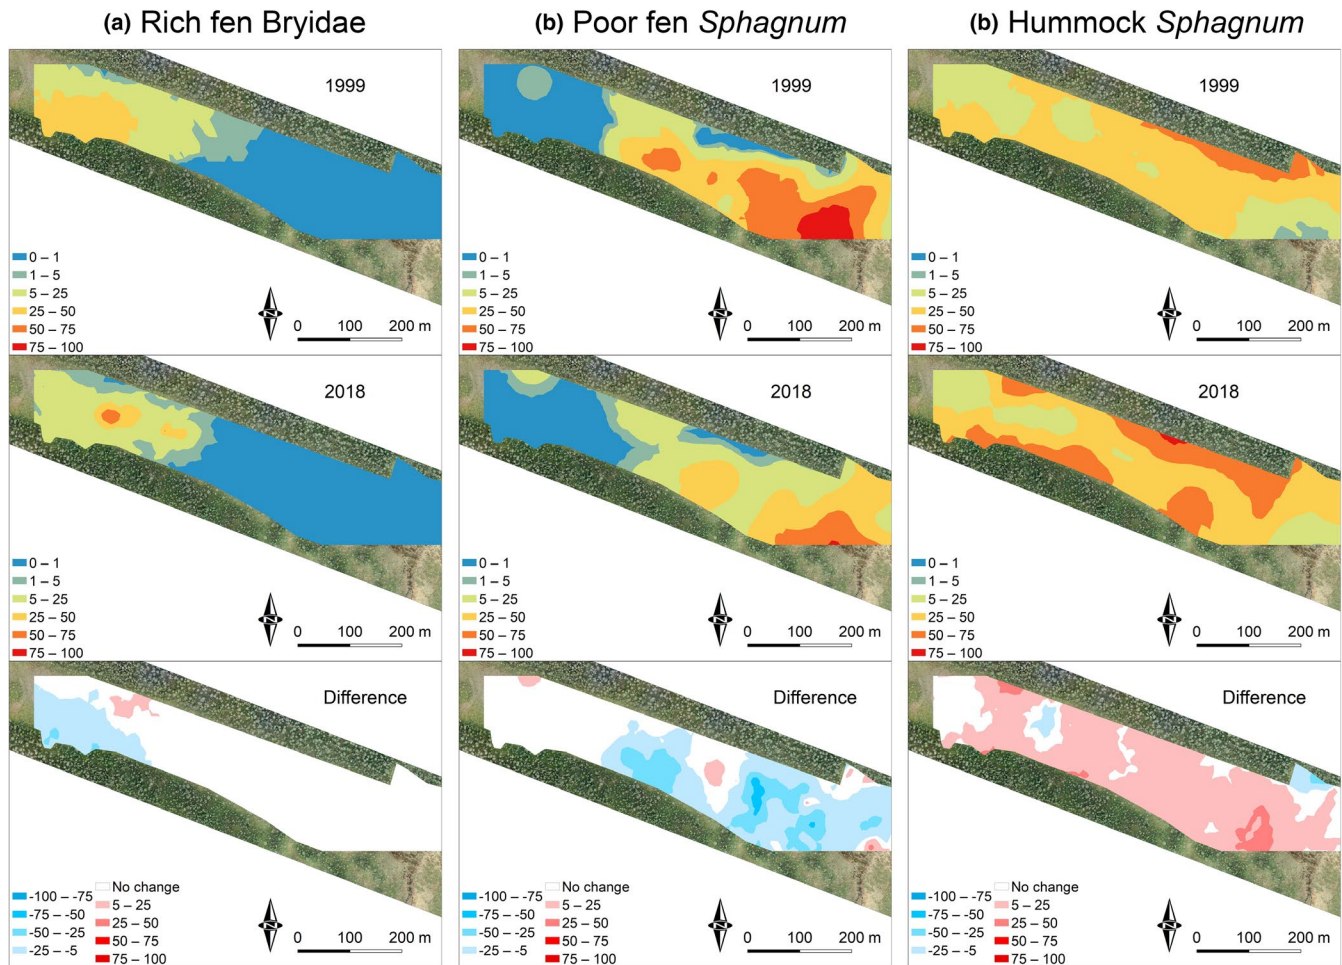 (a) Rich fen Bryidae
(b) Poor fen Sphagnum
(b) Hummock Sphagnum
1999
0 – 1
1 – 5
5 – 25
25 – 50
50 – 75
75 – 100
N
0 100 200 m
1999
0 – 1
1 – 5
5 – 25
25 – 50
50 – 75
75 – 100
N
0 100 200 m
1999
0 – 1
1 – 5
5 – 25
25 – 50
50 – 75
75 – 100
N
0 100 200 m
2018
0 – 1
1 – 5
5 – 25
25 – 50
50 – 75
75 – 100
N
0 100 200 m
2018
0 – 1
1 – 5
5 – 25
25 – 50
50 – 75
75 – 100
N
0 100 200 m
2018
0 – 1
1 – 5
5 – 25
25 – 50
50 – 75
75 – 100
N
0 100 200 m
Difference
No change
-100 – -75 5 – 25
-75 – -50 25 – 50
-50 – -25 50 – 75
-25 – -5 75 – 100
N
0 100 200 m
Difference
No change
-100 – -75 5 – 25
-75 – -50 25 – 50
-50 – -25 50 – 75
-25 – -5 75 – 100
N
0 100 200 m
Difference
No change
-100 – -75 5 – 25
-75 – -50 25 – 50
-50 – -25 50 – 75
-25 – -5 75 – 100
N
0 100 200 m